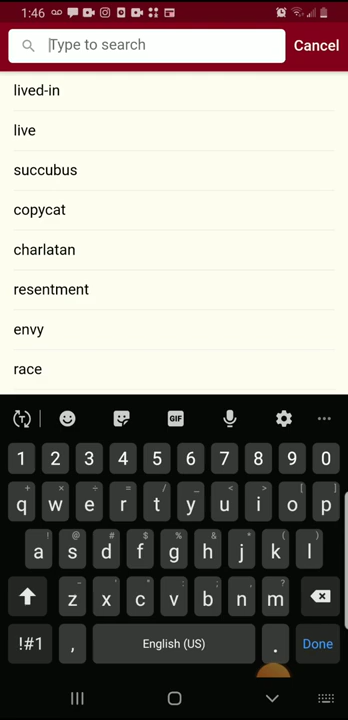 1:46
Type to search Cancel
lived-in
live
succubus
copycat
charlatan
resentment
envy
race
GIF
1 2 3 4 5 6 7 8 9 0
q w e r t y u i o p
a s d f g h j k l
z x c v b n m
!#1 , English (US) . Done